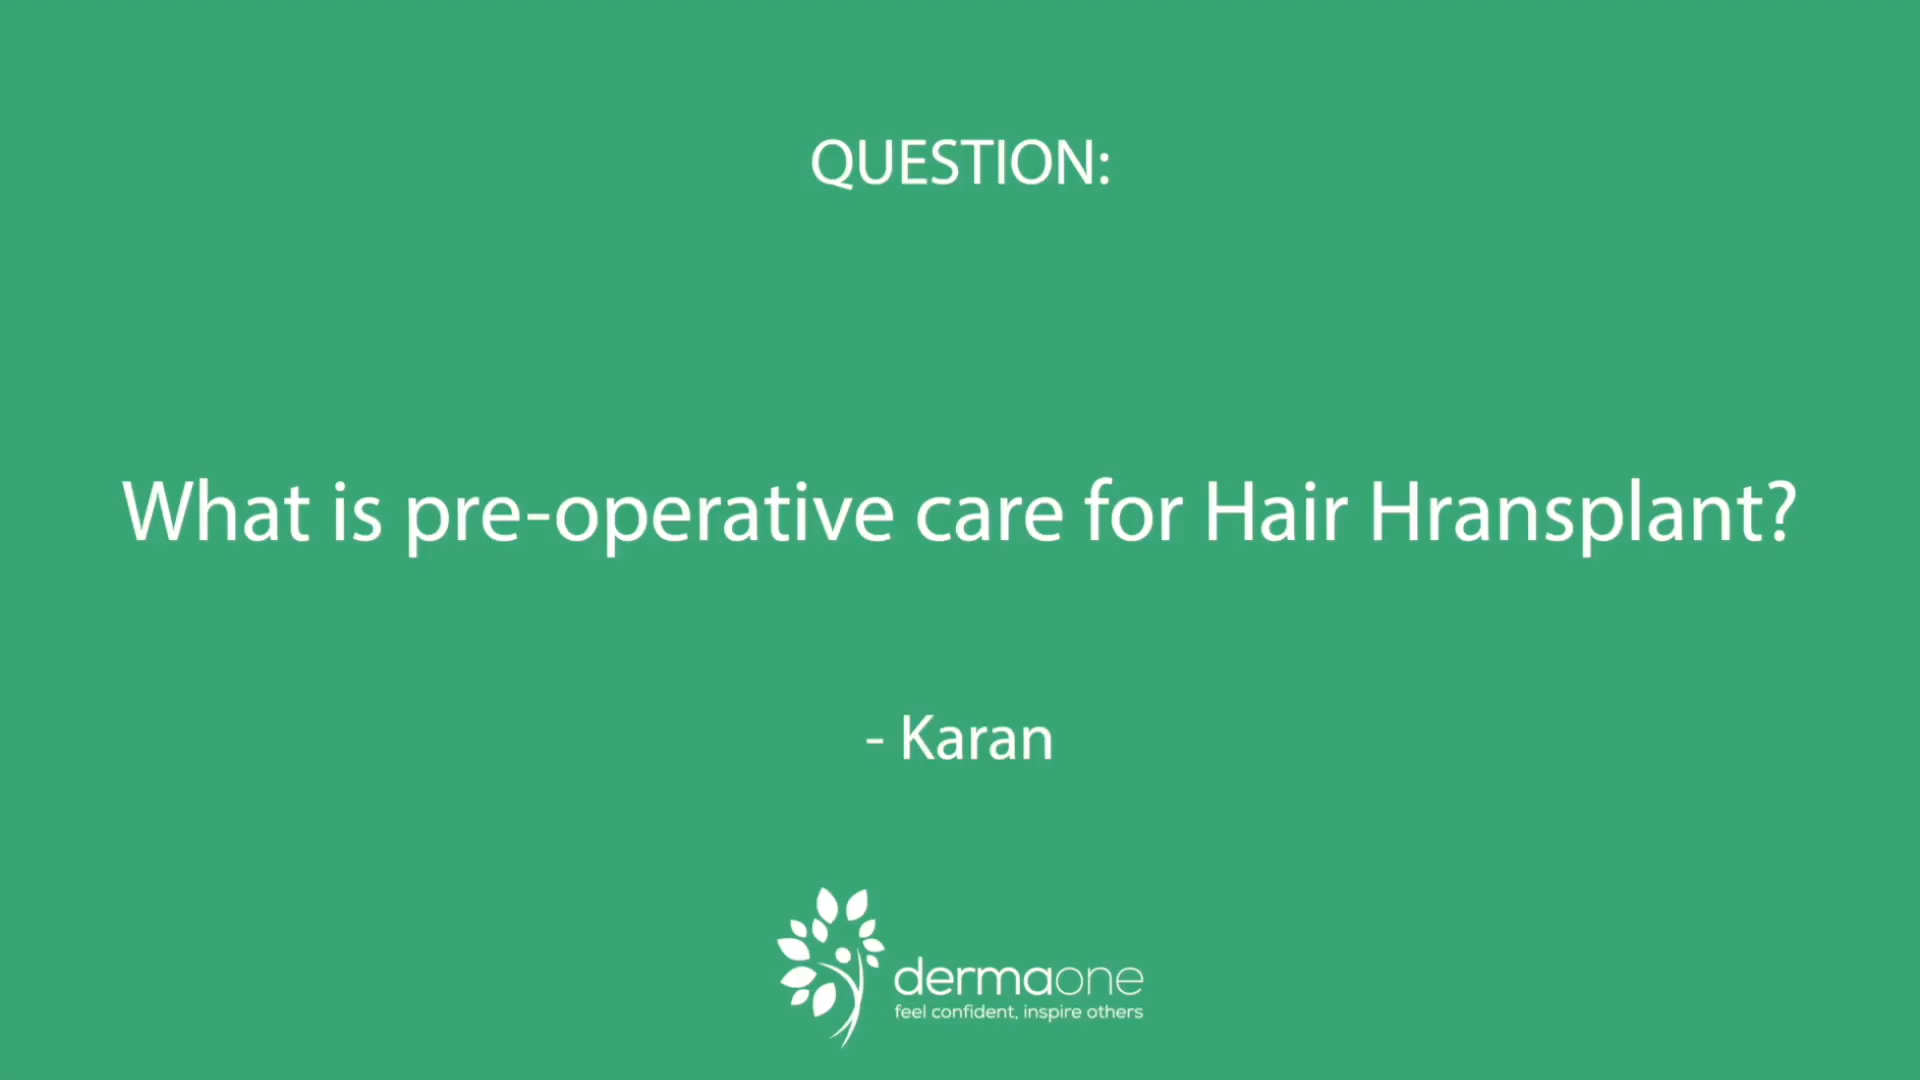 QUESTION:
What is pre-operative care for Hair Hransplant?
- Karan
dermaone
feel confident, inspire others